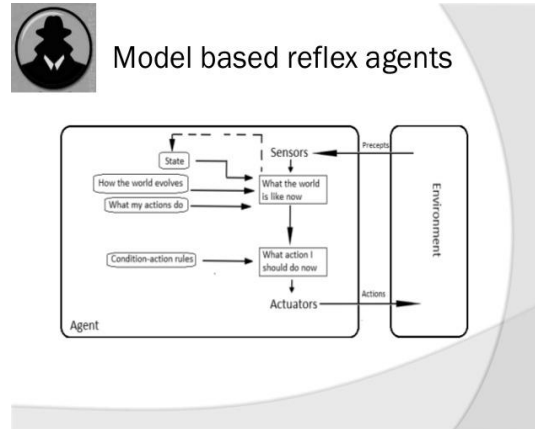 Model based reflex agents
Sensors
Precepts
State
How the world evolves
What my actions do
What the world
is like now
Environment
Condition-action rules
What action I
should do now
Actuators
Actions
Agent